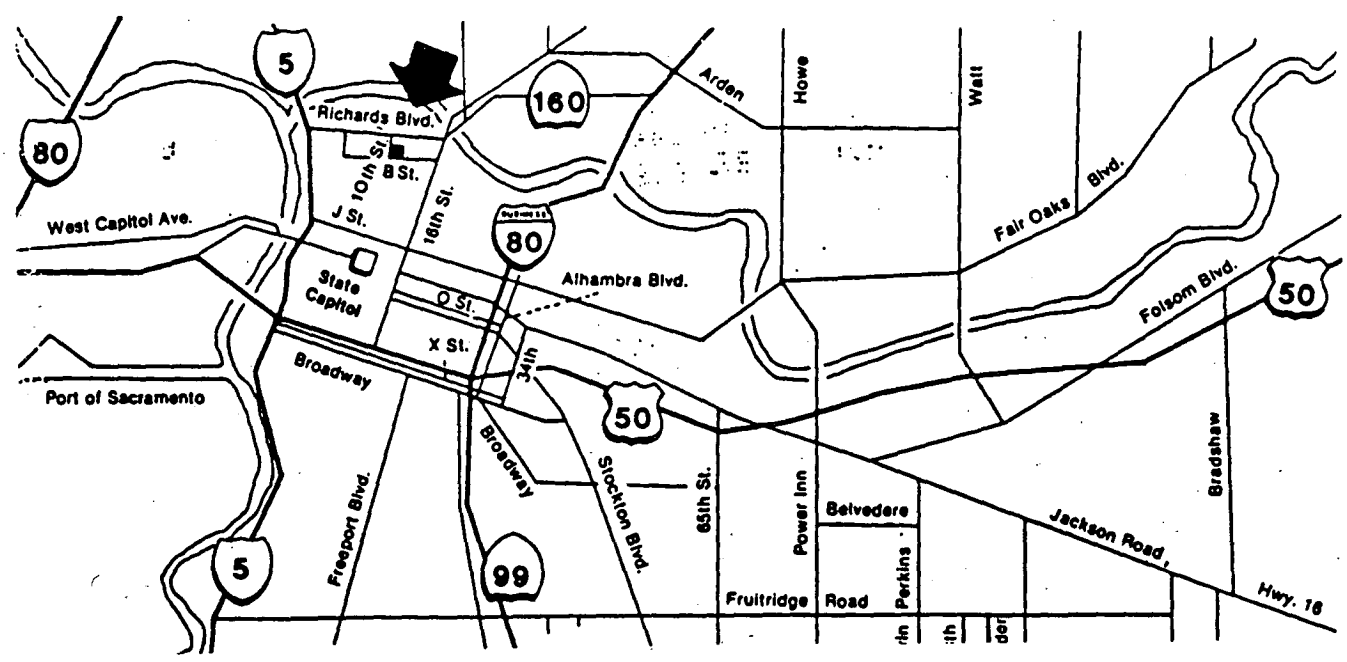 5
Richards Blvd.
160
Arden
Howe
Watt
80
10th St.
B St.
16th St.
J St.
West Capitol Ave.
80
Fair Oaks Blvd.
State
Capitol
Q St.
Alhambra Blvd.
Folsom Blvd.
50
X St.
34th
Broadway
Port of Sacramento
50
Broadway
Stockton Blvd.
65th St.
Power Inn
Belvedere
Bradshaw
Freeport Blvd.
Jackson Road,
Hwy. 16
5
99
Fruitridge Road
Perkins